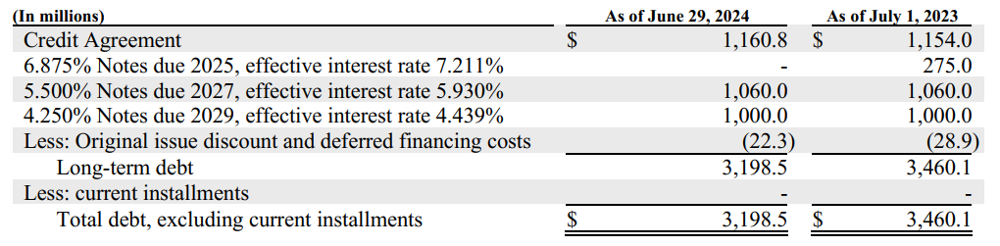 (In millions) As of June 29, 2024 As of July 1, 2023
Credit Agreement $ 1,160.8 $ 1,154.0
6.875% Notes due 2025, effective interest rate 7.211% - 275.0
5.500% Notes due 2027, effective interest rate 5.930% 1,060.0 1,060.0
4.250% Notes due 2029, effective interest rate 4.439% 1,000.0 1,000.0
Less: Original issue discount and deferred financing costs (22.3) (28.9)
Long-term debt 3,198.5 3,460.1
Less: current installments - -
Total debt, excluding current installments $ 3,198.5 $ 3,460.1